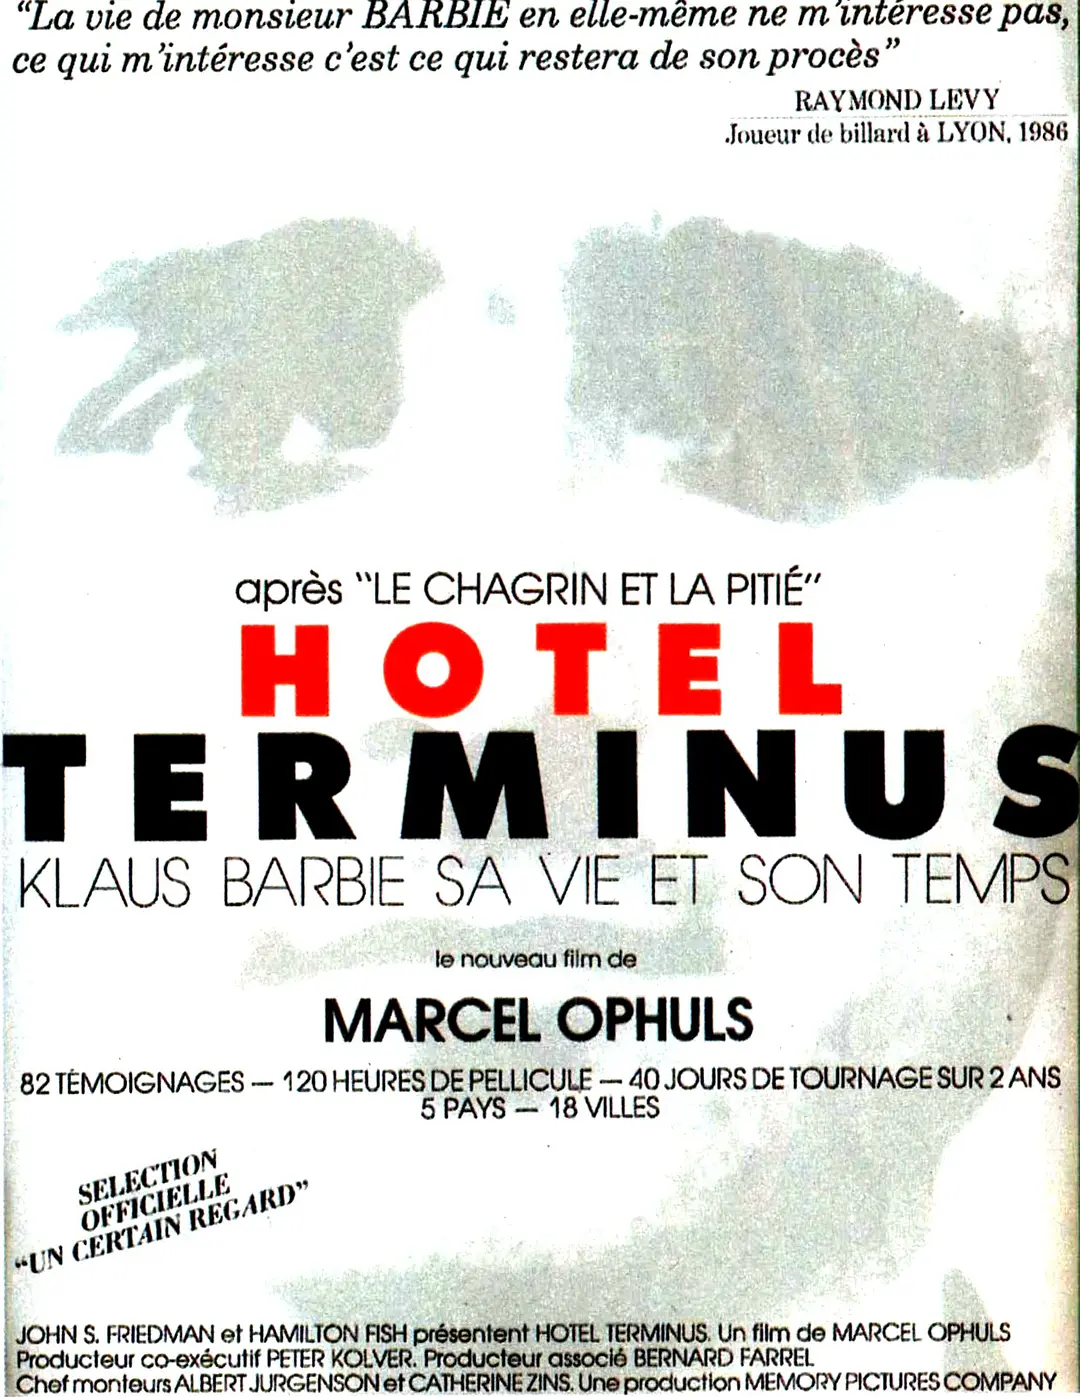 “La vie de monsieur BARBIE en elle-même ne m’intéresse pas,
ce qui m’intéresse c’est ce qui restera de son procès”
RAYMOND LEVY
Joueur de billard à LYON, 1986
après "LE CHAGRIN ET LA PITIÉ"
HOTEL
TERMINUS
KLAUS BARBIE SA VIE ET SON TEMPS
le nouveau film de
MARCEL OPHULS
82 TÉMOIGNAGES — 120 HEURES DE PELLICULE — 40 JOURS DE TOURNAGE SUR 2 ANS
5 PAYS — 18 VILLES
SELECTION
OFFICIELLE
“UN CERTAIN REGARD”
JOHN S. FRIEDMAN et HAMILTON FISH présentent HOTEL TERMINUS. Un film de MARCEL OPHULS
Producteur co-exécutif PETER KOLVER. Producteur associé BERNARD FARREL
Chef monteurs ALBERT JURGENSON et CATHERINE ZINS. Une production MEMORY PICTURES COMPANY